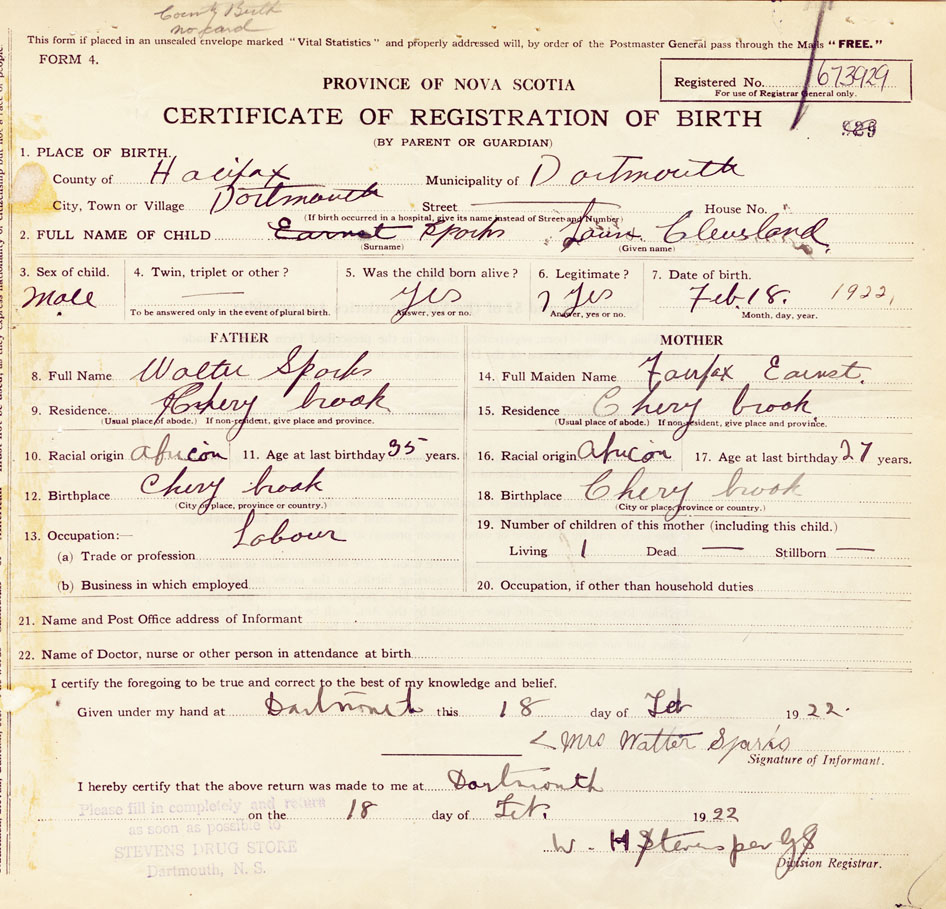 County Birth
no card
This form if placed in an unsealed envelope marked "Vital Statistics" and properly addressed will, by order of the Postmaster General pass through the Mails "FREE."
FORM 4.
Registered No. 673929
For use of Registrar General only.
PROVINCE OF NOVA SCOTIA
CERTIFICATE OF REGISTRATION OF BIRTH
(BY PARENT OR GUARDIAN)
1. PLACE OF BIRTH.
County of Halifax Municipality of Dartmouth
City, Town or Village Dartmouth Street House No.
(If birth occurred in a hospital, give its name instead of Street and Number)
2. FULL NAME OF CHILD Earnst Sparks Cleveland
(Surname) (Given name)
3. Sex of child. 4. Twin, triplet or other? 5. Was the child born alive? 6. Legitimate? 7. Date of birth.
Male — yes yes Feb. 18. 1922,
To be answered only in the event of plural birth. Answer, yes or no. Answer, yes or no. Month, day, year.
FATHER MOTHER
8. Full Name Walter Sparks 14. Full Maiden Name Fairfax Earnst.
9. Residence Chery brook 15. Residence Chery brook
(Usual place of abode.) If non-resident, give place and province. (Usual place of abode.) If non-resident, give place and province.
10. Racial origin African 11. Age at last birthday 35 years. 16. Racial origin African 17. Age at last birthday 27 years.
12. Birthplace Chery brook 18. Birthplace Chery brook
(City or place, province or country.) (City or place, province or country.)
13. Occupation:— Labour 19. Number of children of this mother (including this child.)
(a) Trade or profession Living 1 Dead — Stillborn —
(b) Business in which employed 20. Occupation, if other than household duties
21. Name and Post Office address of Informant
22. Name of Doctor, nurse or other person in attendance at birth
I certify the foregoing to be true and correct to the best of my knowledge and belief.
Given under my hand at Dartmouth this 18 day of Feb 1922.
Mrs Walter Sparks
Signature of Informant.
I hereby certify that the above return was made to me at Dartmouth
on the 18 day of Feb. 1922
W. H Stevens per
Division Registrar.
Please fill in completely and return
as soon as possible to
STEVENS DRUG STORE
Dartmouth, N. S.